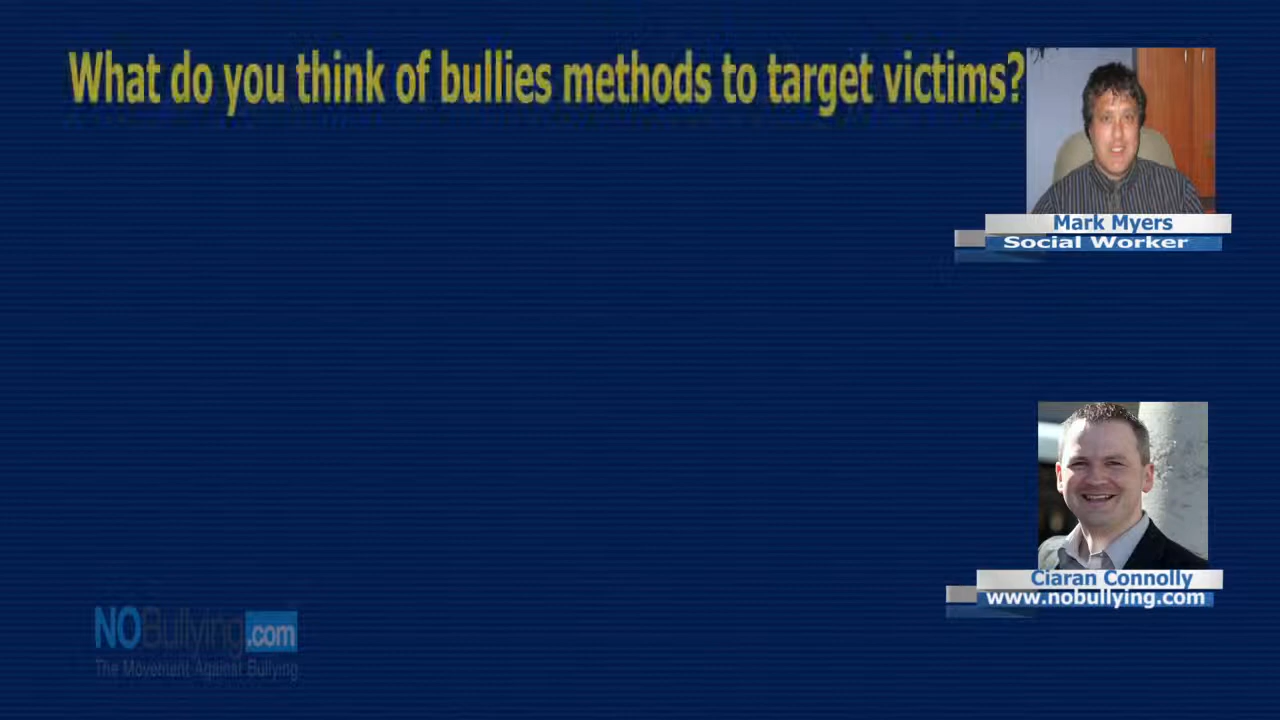 What do you think of bullies methods to target victims?
Mark Myers
Social Worker
Ciaran Connolly
www.nobullying.com
NOBullying.com
The Movement Against Bullying